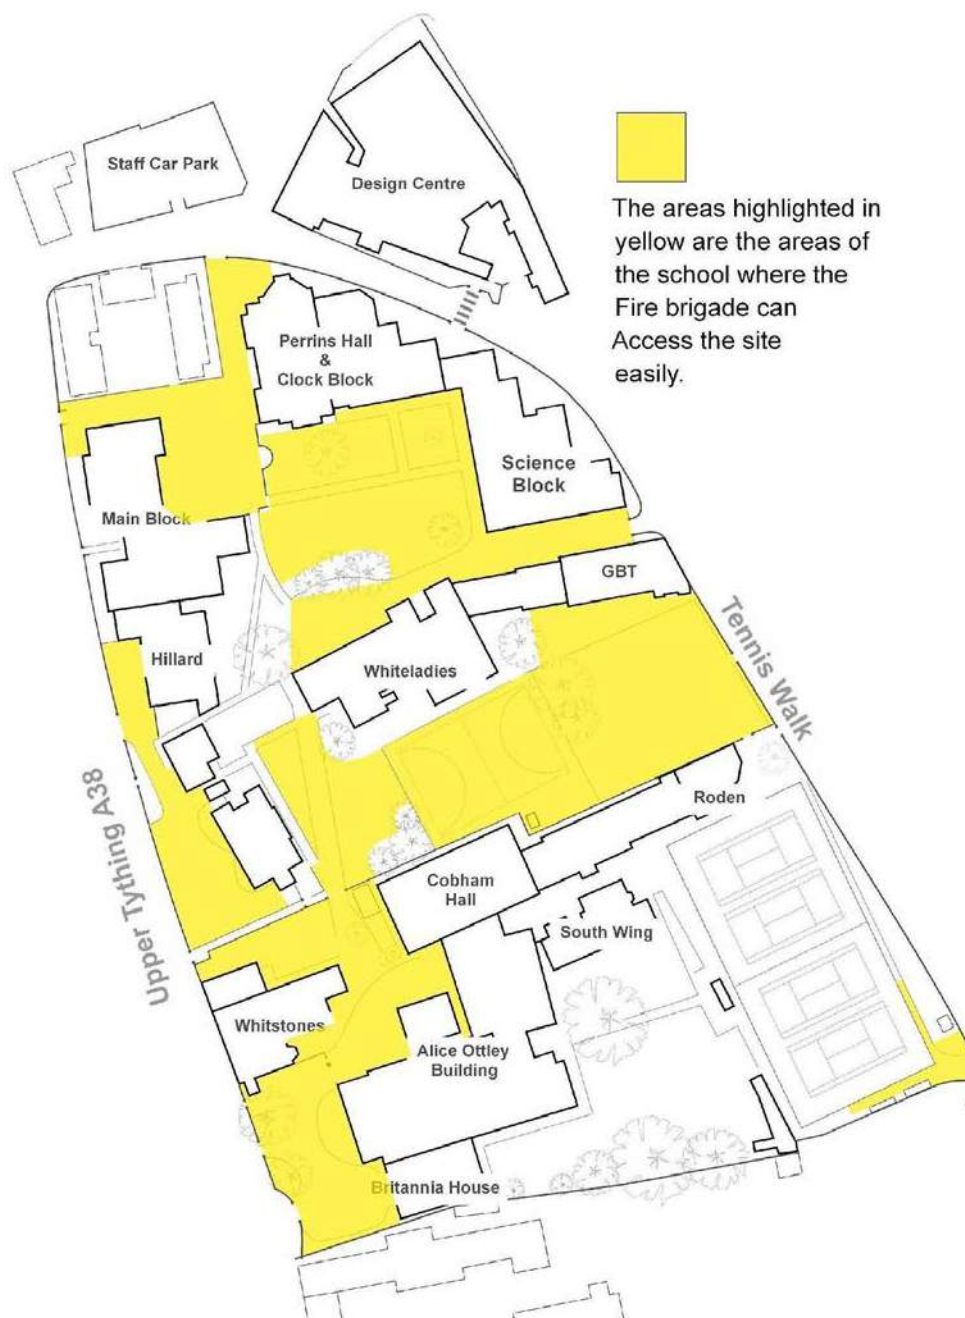 Staff Car Park
Design Centre
The areas highlighted in
yellow are the areas of
the school where the
Fire brigade can
Access the site
easily.
Perrins Hall
&
Clock Block
Science
Block
Main Block
GBT
Hillard
Whiteladies
Tennis Walk
Upper Tything A38
Roden
Cobham
Hall
South Wing
Whitstones
Alice Ottley
Building
Britannia House